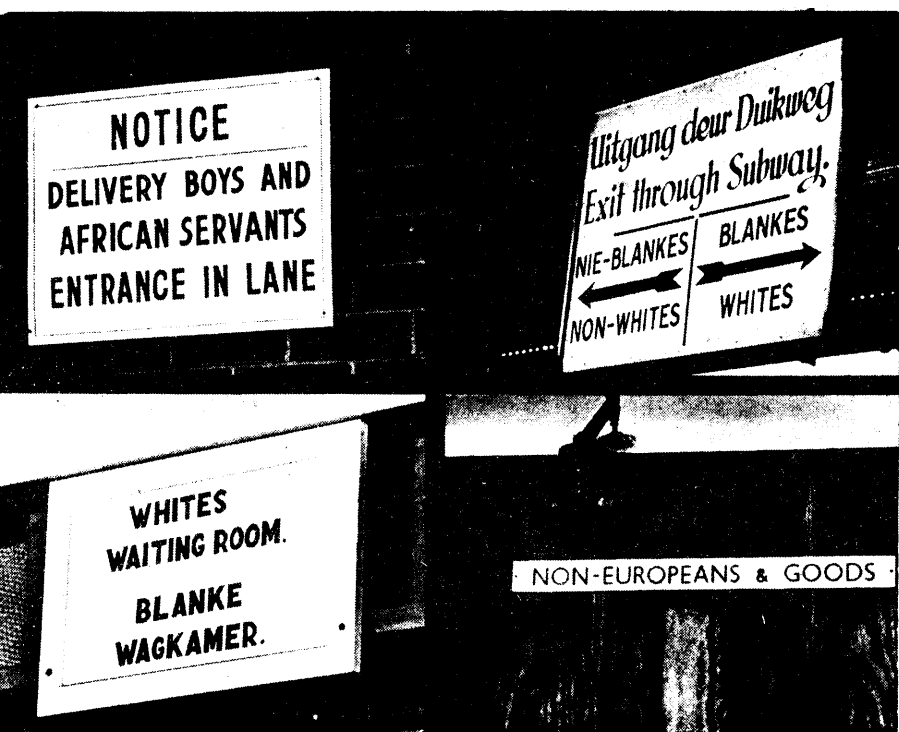 NOTICE
DELIVERY BOYS AND
AFRICAN SERVANTS
ENTRANCE IN LANE
Uitgang deur Duikweg
Exit through Subway.
NIE-BLANKES
NON-WHITES
BLANKES
WHITES
WHITES
WAITING ROOM.
BLANKE
WAGKAMER.
NON-EUROPEANS & GOODS